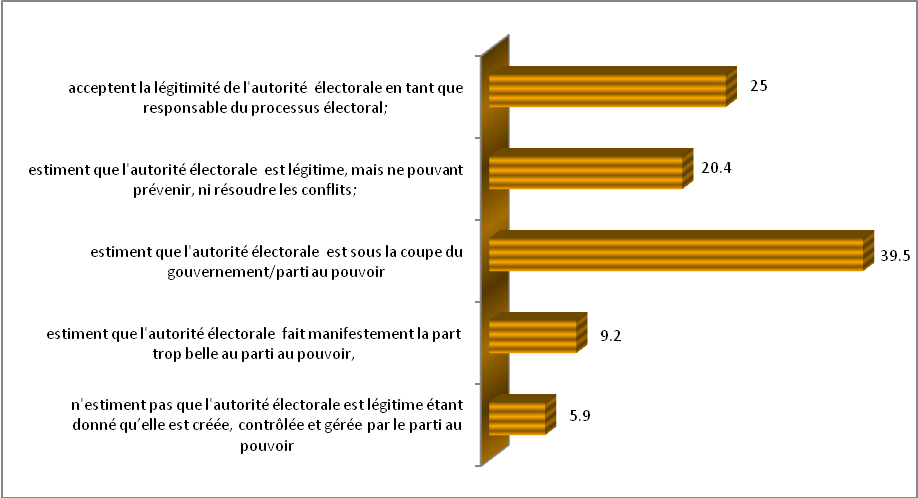 acceptent la légitimité de l'autorité électorale en tant que
responsable du processus électoral;
25
estiment que l'autorité électorale est légitime, mais ne pouvant
prévenir, ni résoudre les conflits;
20.4
estiment que l'autorité électorale est sous la coupe du
gouvernement/parti au pouvoir
39.5
estiment que l'autorité électorale fait manifestement la part
trop belle au parti au pouvoir,
9.2
n'estiment pas que l'autorité électorale est légitime étant
donné qu’elle est créée, contrôlée et gérée par le parti au
pouvoir
5.9